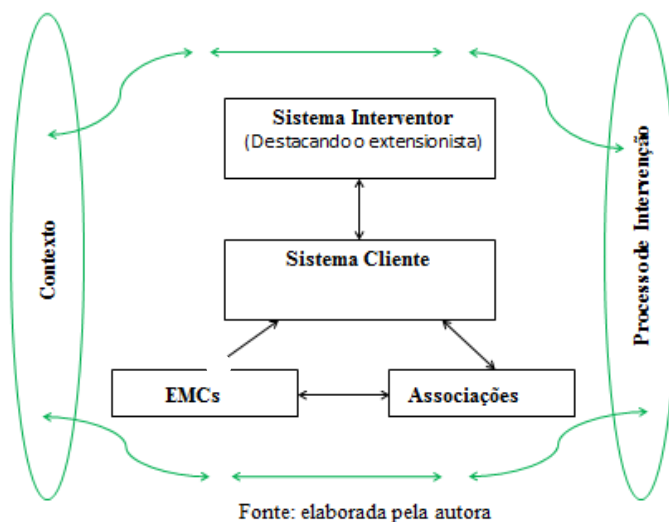 Sistema Interventor
(Destacando o extensionista)
Contexto
Processo de Intervenção
Sistema Cliente
EMCs
Associações
Fonte: elaborada pela autora